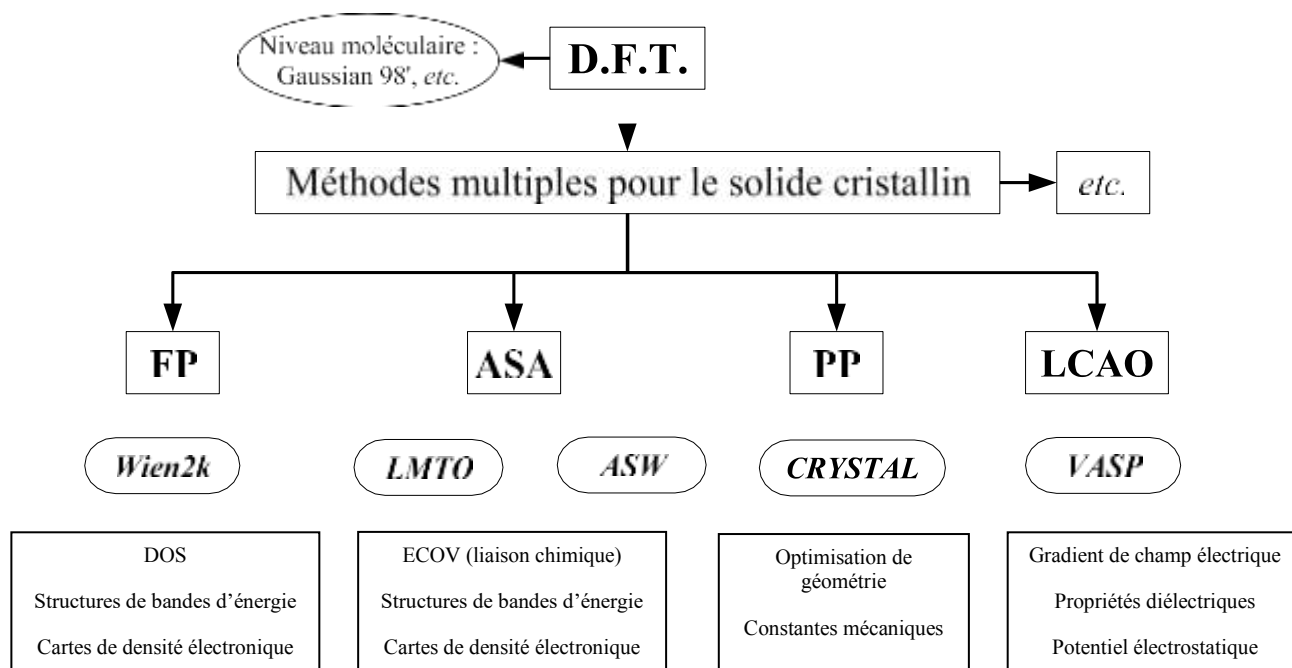 Niveau moléculaire :
Gaussian 98', etc.
D.F.T.
Méthodes multiples pour le solide cristallin
etc.
FP
ASA
PP
LCAO
Wien2k
LMTO
ASW
CRYSTAL
VASP
DOS
Structures de bandes d’énergie
Cartes de densité électronique
ECOV (liaison chimique)
Structures de bandes d’énergie
Cartes de densité électronique
Optimisation de
géométrie
Constantes mécaniques
Gradient de champ électrique
Propriétés diélectriques
Potentiel électrostatique